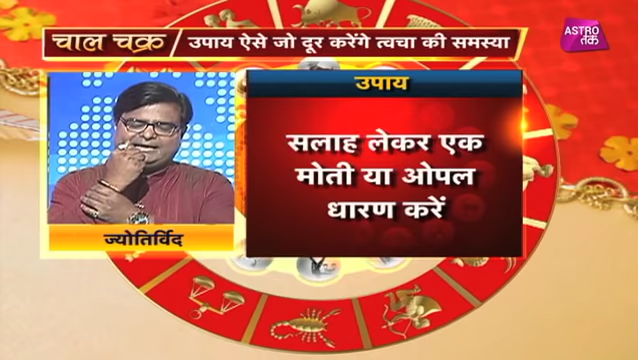 चाल चक्र
उपाय ऐसे जो दूर करेंगे त्वचा की समस्या
ASTRO
तक
उपाय
सलाह लेकर एक
मोती या ओपल
धारण करें
ज्योतिर्विद